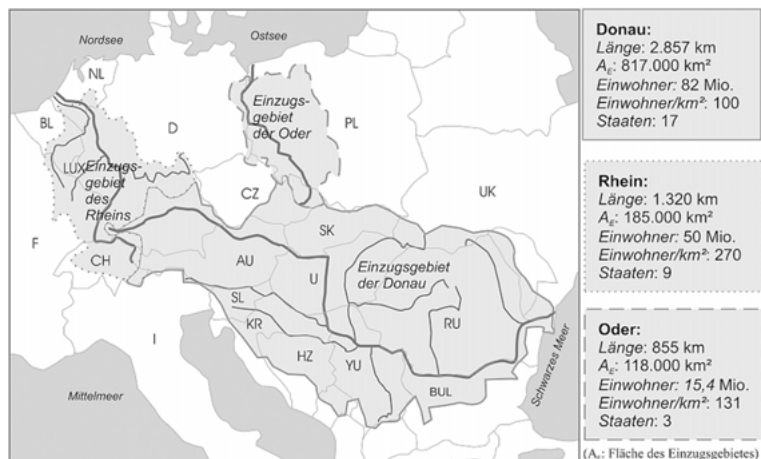 Nordsee
Ostsee
NL
BL
D
PL
LUX
Einzugs-
gebiet
der Oder
Einzugs-
gebiet
des
Rheins
CZ
UK
F
SK
CH
AU
U
Einzugsgebiet
der Donau
SL
KR
RU
I
HZ
YU
BUL
Mittelmeer
Schwarzes Meer
Donau:
Länge: 2.857 km
Aᴇ: 817.000 km²
Einwohner: 82 Mio.
Einwohner/km²: 100
Staaten: 17
Rhein:
Länge: 1.320 km
Aᴇ: 185.000 km²
Einwohner: 50 Mio.
Einwohner/km²: 270
Staaten: 9
Oder:
Länge: 855 km
Aᴇ: 118.000 km²
Einwohner: 15,4 Mio.
Einwohner/km²: 131
Staaten: 3
(Aᴇ: Fläche des Einzugsgebietes)